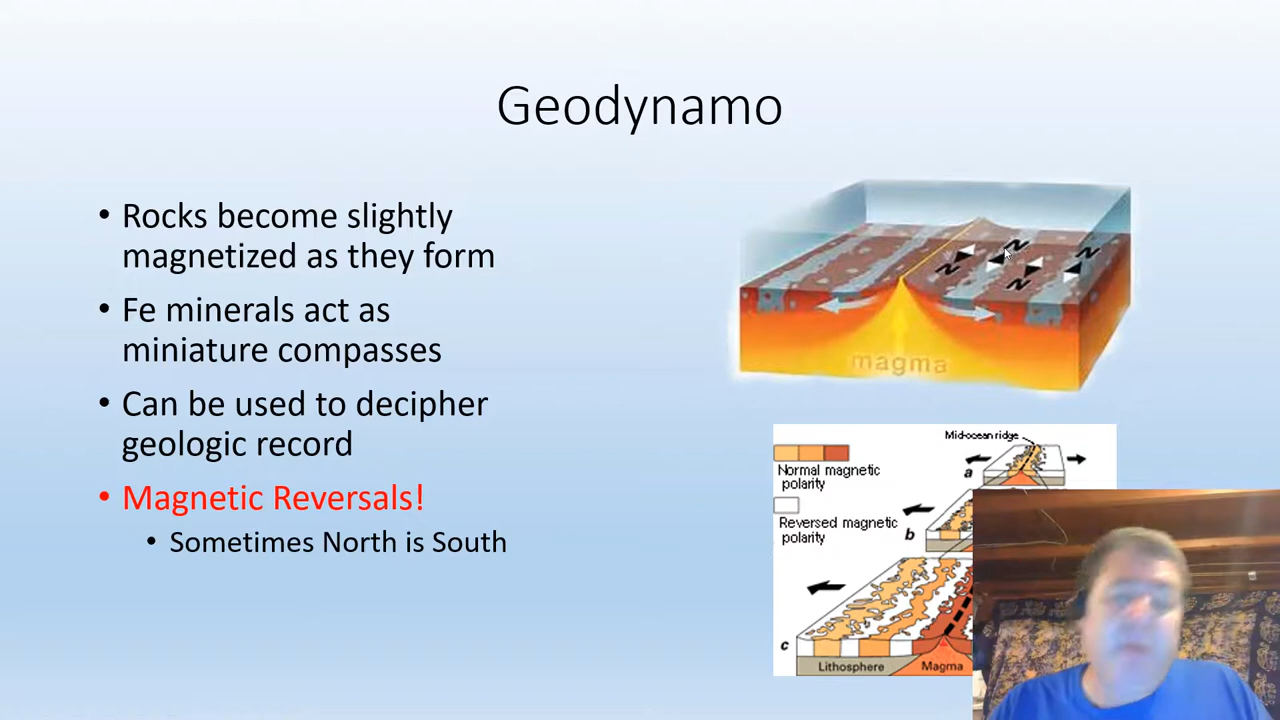 Geodynamo
• Rocks become slightly
magnetized as they form
• Fe minerals act as
miniature compasses
• Can be used to decipher
geologic record
• Magnetic Reversals!
• Sometimes North is South
N
N
N
N
magma
Mid-ocean ridge
a
Normal magnetic
polarity
Reversed magnetic
polarity
b
c
Lithosphere
Magma